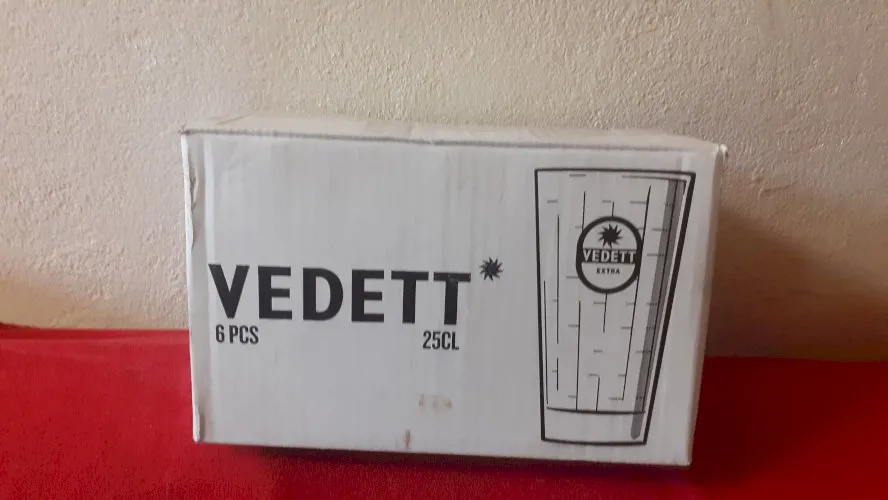 VEDETT*
6 PCS 25CL
VEDETT
EXTRA